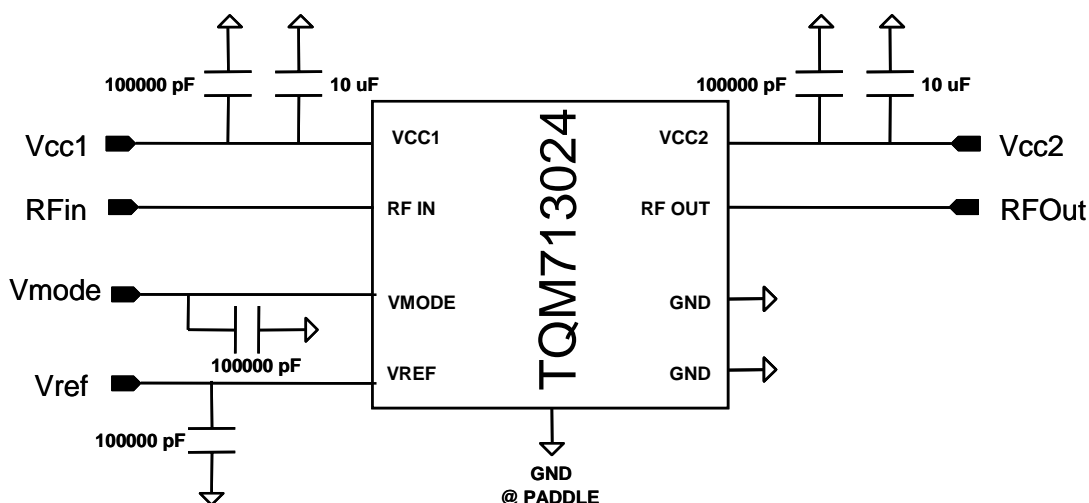 100000 pF
10 uF
100000 pF
10 uF
Vcc1
VCC1
VCC2
Vcc2
RFin
RF IN
RF OUT
RFOut
TQM713024
Vmode
VMODE
GND
100000 pF
Vref
VREF
GND
100000 pF
GND
@ PADDLE